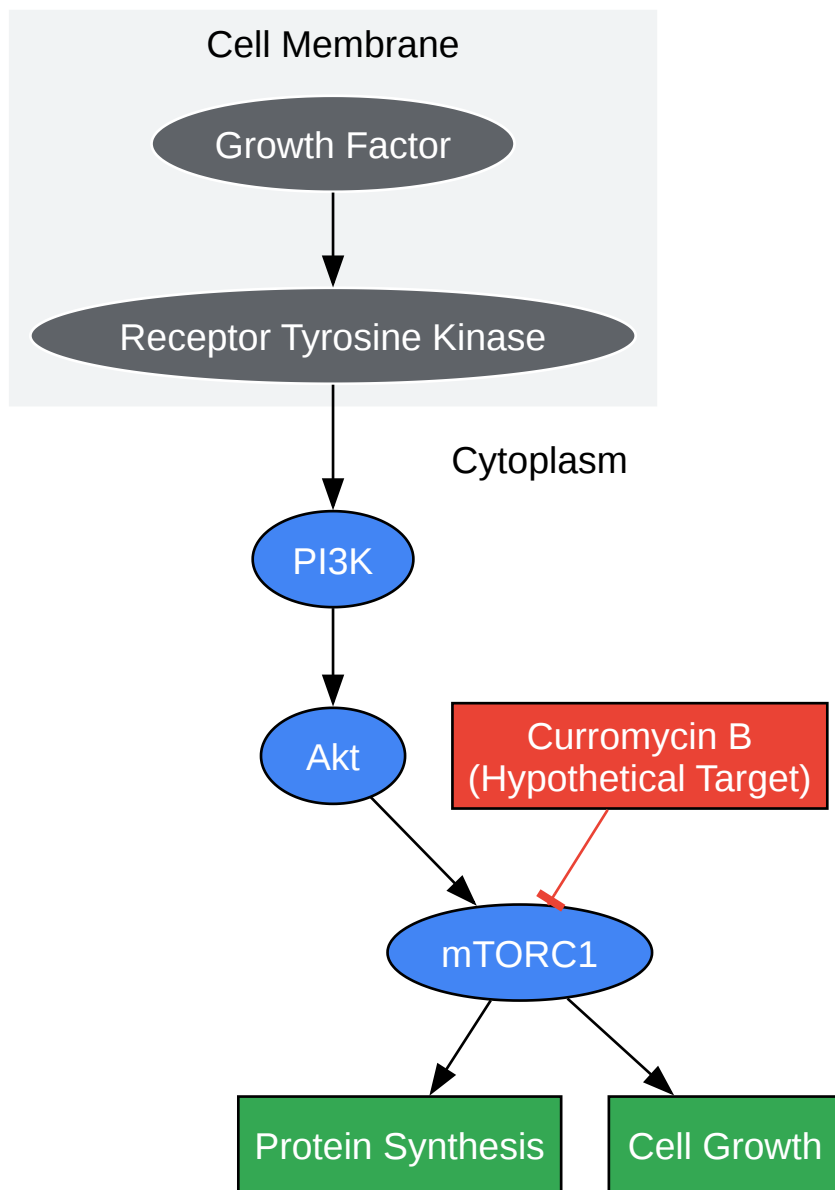 Cell Membrane
Growth Factor
Receptor Tyrosine Kinase
Cytoplasm
PI3K
Akt
Curromycin B
(Hypothetical Target)
mTORC1
Protein Synthesis
Cell Growth